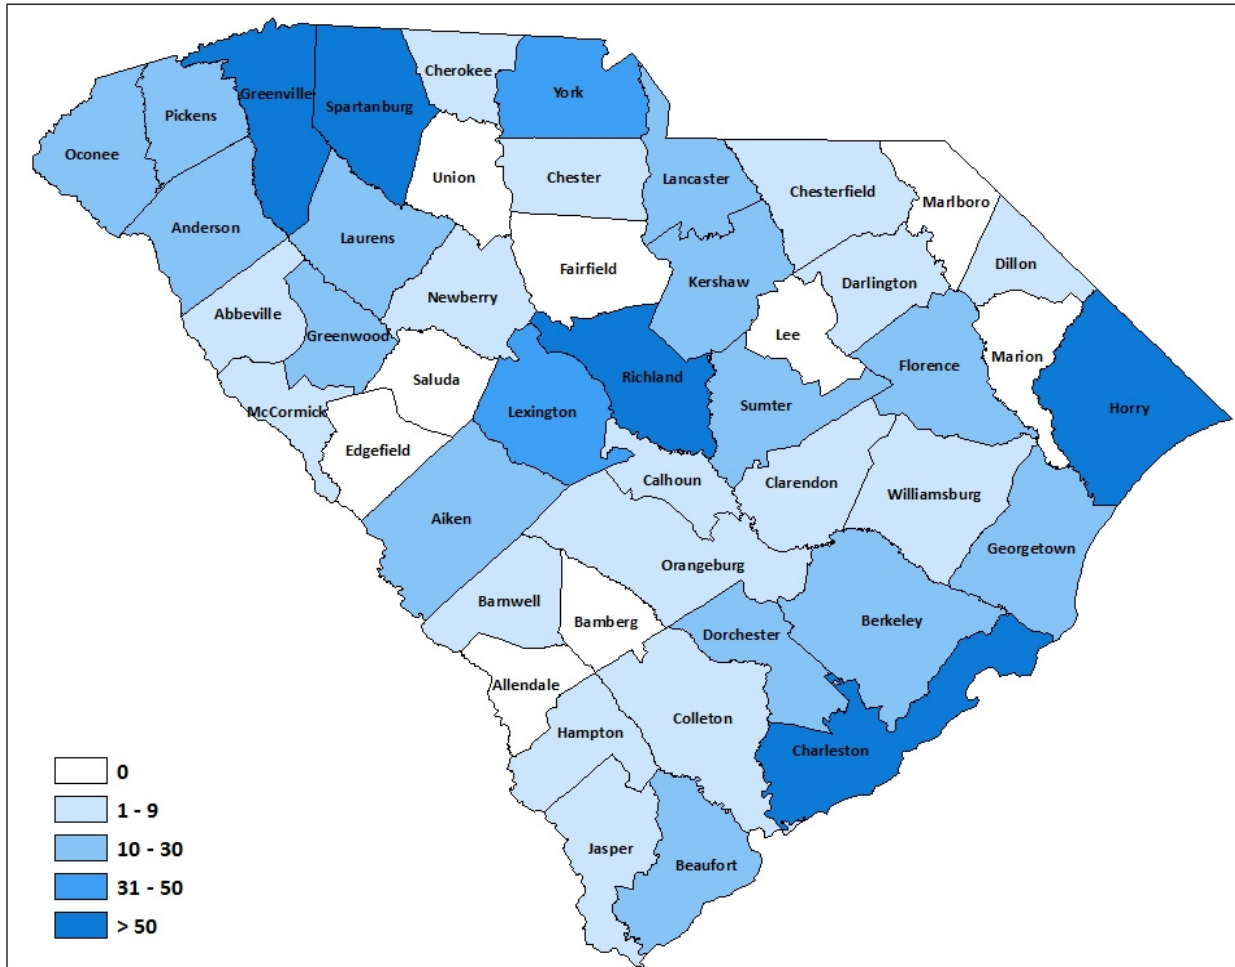 Cherokee
Greenville
York
Spartanburg
Pickens
Oconee
Union
Chester
Lancaster
Chesterfield
Marlboro
Anderson
Laurens
Fairfield
Dillon
Kershaw
Darlington
Newberry
Abbeville
Greenwood
Lee
Marion
Florence
Saluda
Richland
Sumter
Horry
McCormick
Lexington
Edgefield
Calhoun
Clarendon
Williamsburg
Aiken
Georgetown
Orangeburg
Barnwell
Bamberg
Berkeley
Dorchester
Allendale
Colleton
Hampton
Charleston
Jasper
Beaufort
0
1 - 9
10 - 30
31 - 50
> 50